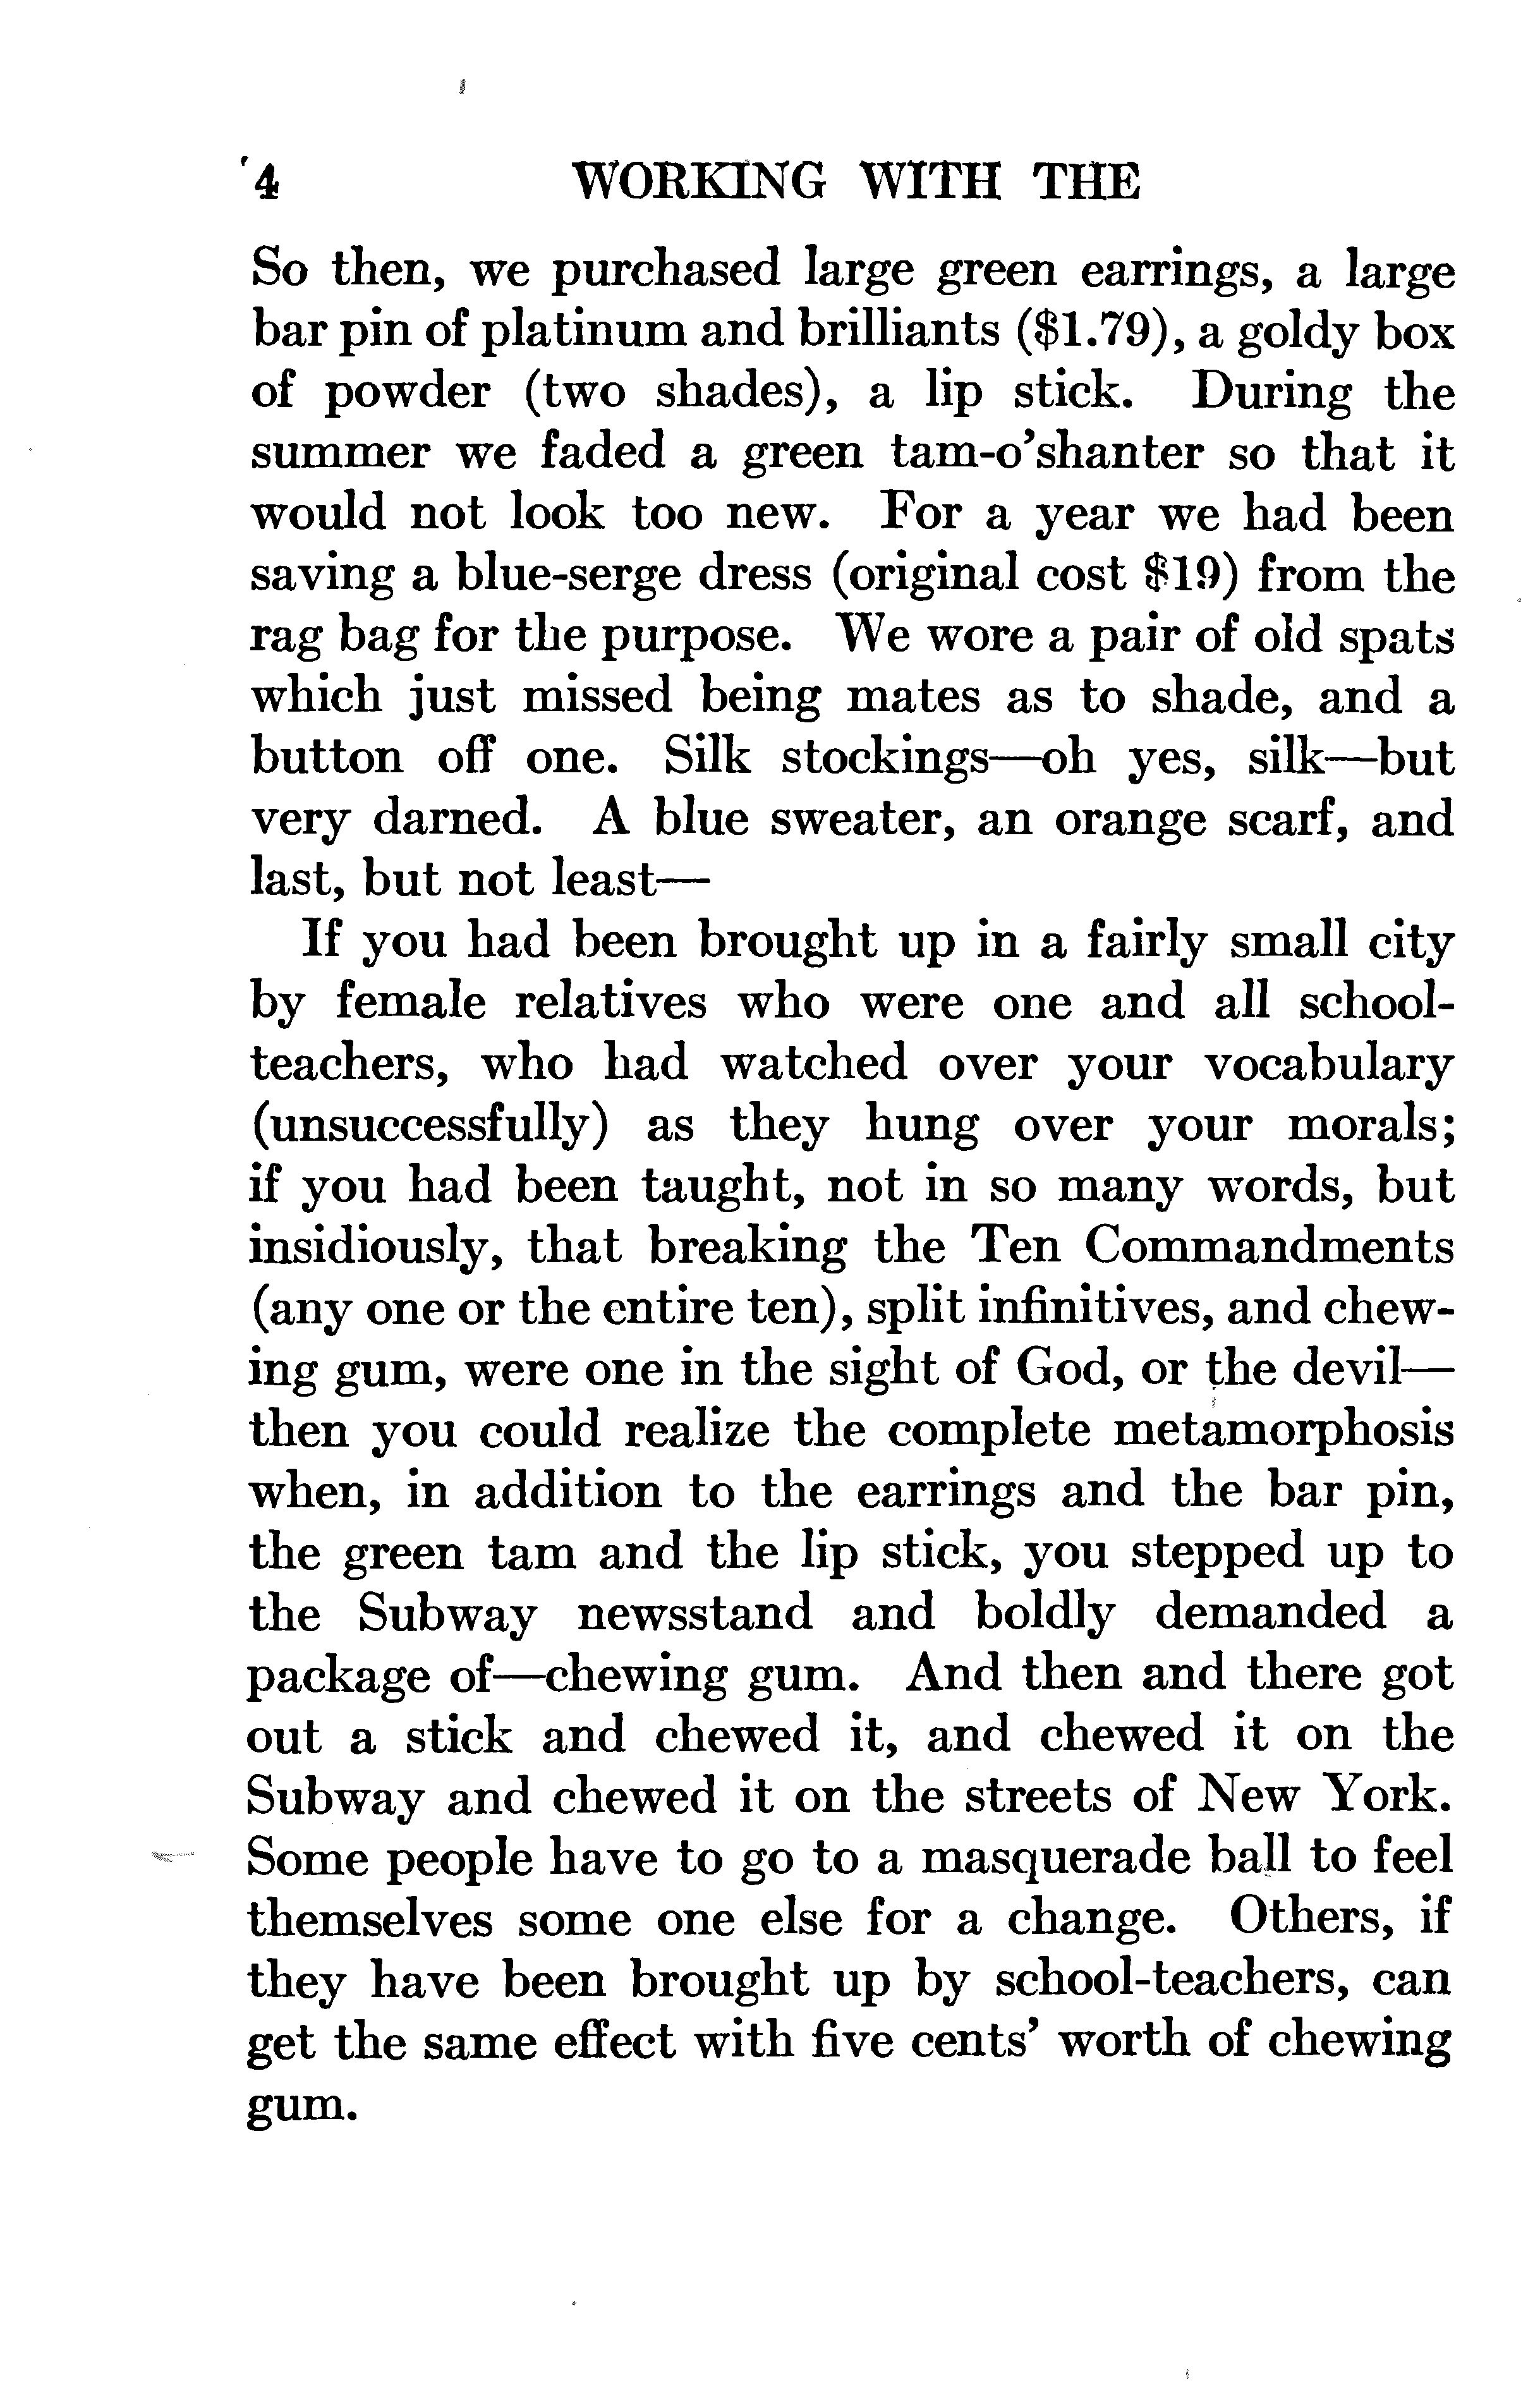 4 WORKING WITH THE
So then, we purchased large green earrings, a large
bar pin of platinum and brilliants ($1.79), a goldy box
of powder (two shades), a lip stick. During the
summer we faded a green tam-o'shanter so that it
would not look too new. For a year we had been
saving a blue-serge dress (original cost $19) from the
rag bag for the purpose. We wore a pair of old spats
which just missed being mates as to shade, and a
button off one. Silk stockings—oh yes, silk—but
very darned. A blue sweater, an orange scarf, and
last, but not least—
If you had been brought up in a fairly small city
by female relatives who were one and all school-
teachers, who had watched over your vocabulary
(unsuccessfully) as they hung over your morals;
if you had been taught, not in so many words, but
insidiously, that breaking the Ten Commandments
(any one or the entire ten), split infinitives, and chew-
ing gum, were one in the sight of God, or the devil—
then you could realize the complete metamorphosis
when, in addition to the earrings and the bar pin,
the green tam and the lip stick, you stepped up to
the Subway newsstand and boldly demanded a
package of—chewing gum. And then and there got
out a stick and chewed it, and chewed it on the
Subway and chewed it on the streets of New York.
Some people have to go to a masquerade ball to feel
themselves some one else for a change. Others, if
they have been brought up by school-teachers, can
get the same effect with five cents' worth of chewing
gum.